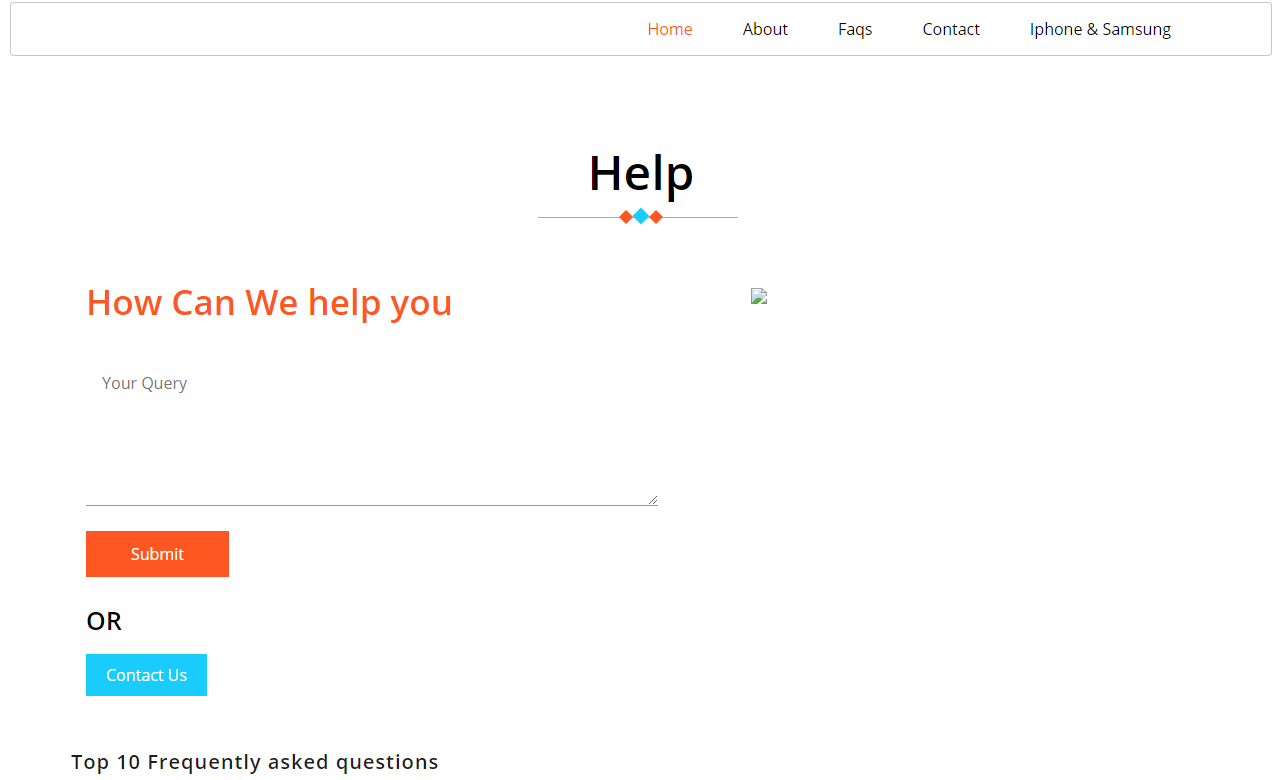 Home About Faqs Contact Iphone & Samsung
Help
How Can We help you
Your Query
Submit
OR
Contact Us
Top 10 Frequently asked questions